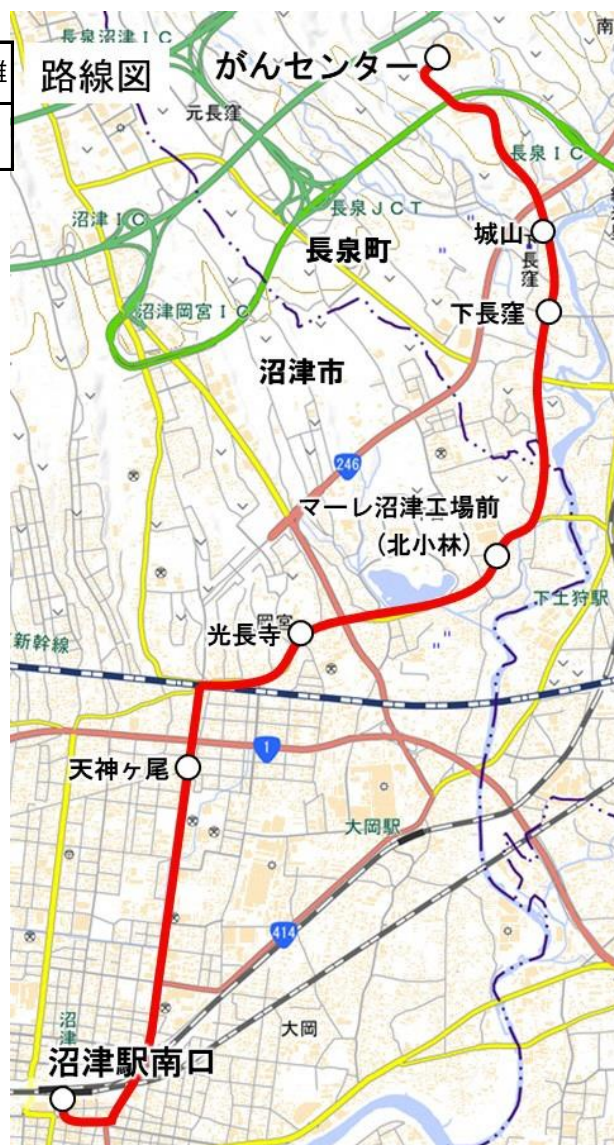 長泉沼津ＩＣ
路線図
がんセンター
元長窪
長泉ＩＣ
沼津ＩＣ
長泉ＪＣＴ
城山
長泉町
長窪
沼津岡宮ＩＣ
下長窪
沼津市
246
マーレ沼津工場前
（北小林）
下土狩駅
岡宮
光長寺
新幹線
1
天神ヶ尾
大岡駅
414
沼津
大岡
沼津駅南口